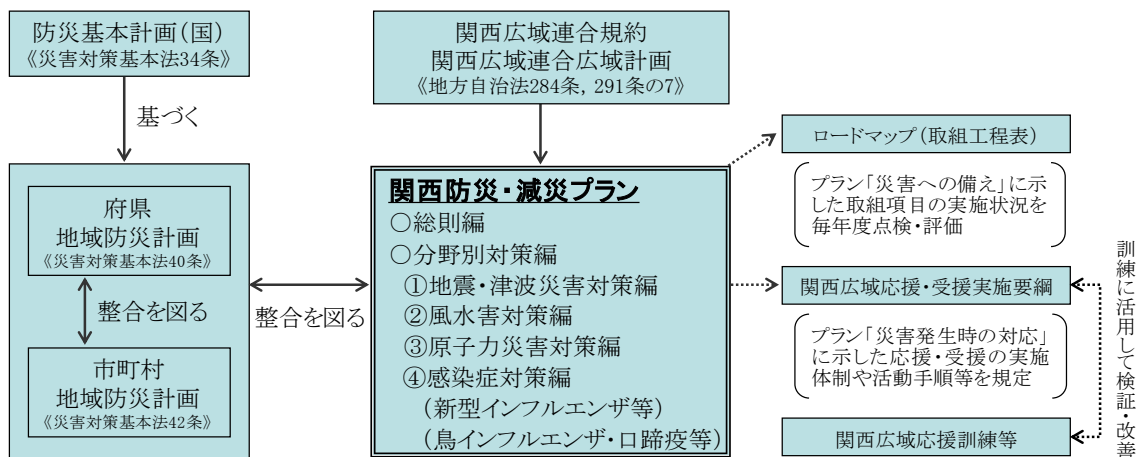 防災基本計画(国)
《災害対策基本法34条》
基づく
府県
地域防災計画
《災害対策基本法40条》
整合を図る
市町村
地域防災計画
《災害対策基本法42条》
整合を図る
関西広域連合規約
関西広域連合広域計画
《地方自治法284条，291条の7》
関西防災・減災プラン
○総則編
○分野別対策編
①地震・津波災害対策編
②風水害対策編
③原子力災害対策編
④感染症対策編
（新型インフルエンザ等）
（鳥インフルエンザ・口蹄疫等）
ロードマップ(取組工程表)
プラン「災害への備え」に示
した取組項目の実施状況を
毎年度点検・評価
関西広域応援・受援実施要綱
プラン「災害発生時の対応」
に示した応援・受援の実施
体制や活動手順等を規定
関西広域応援訓練等
訓練に活用して検証・改善